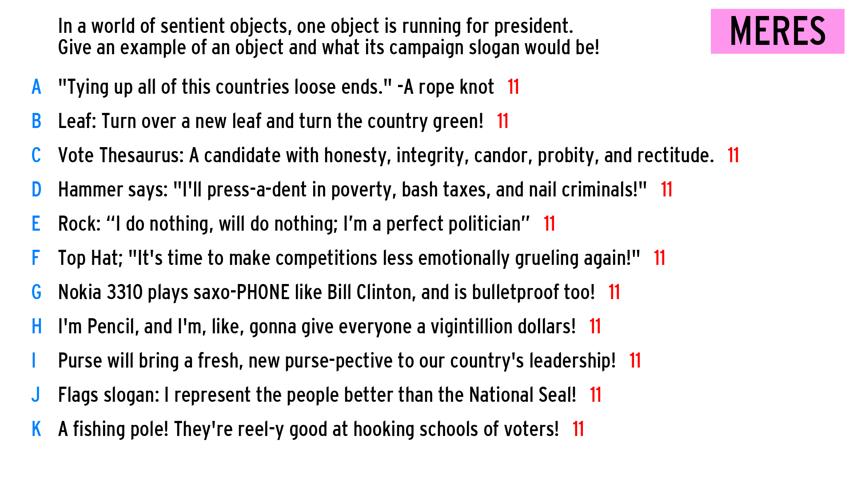 In a world of sentient objects, one object is running for president.
Give an example of an object and what its campaign slogan would be!
MERES
A "Tying up all of this countries loose ends." -A rope knot 11
B Leaf: Turn over a new leaf and turn the country green! 11
C Vote Thesaurus: A candidate with honesty, integrity, candor, probity, and rectitude. 11
D Hammer says: "I'll press-a-dent in poverty, bash taxes, and nail criminals!" 11
E Rock: “I do nothing, will do nothing; I’m a perfect politician” 11
F Top Hat; "It's time to make competitions less emotionally grueling again!" 11
G Nokia 3310 plays saxo-PHONE like Bill Clinton, and is bulletproof too! 11
H I'm Pencil, and I'm, like, gonna give everyone a vigintillion dollars! 11
I Purse will bring a fresh, new purse-pective to our country's leadership! 11
J Flags slogan: I represent the people better than the National Seal! 11
K A fishing pole! They're reel-y good at hooking schools of voters! 11